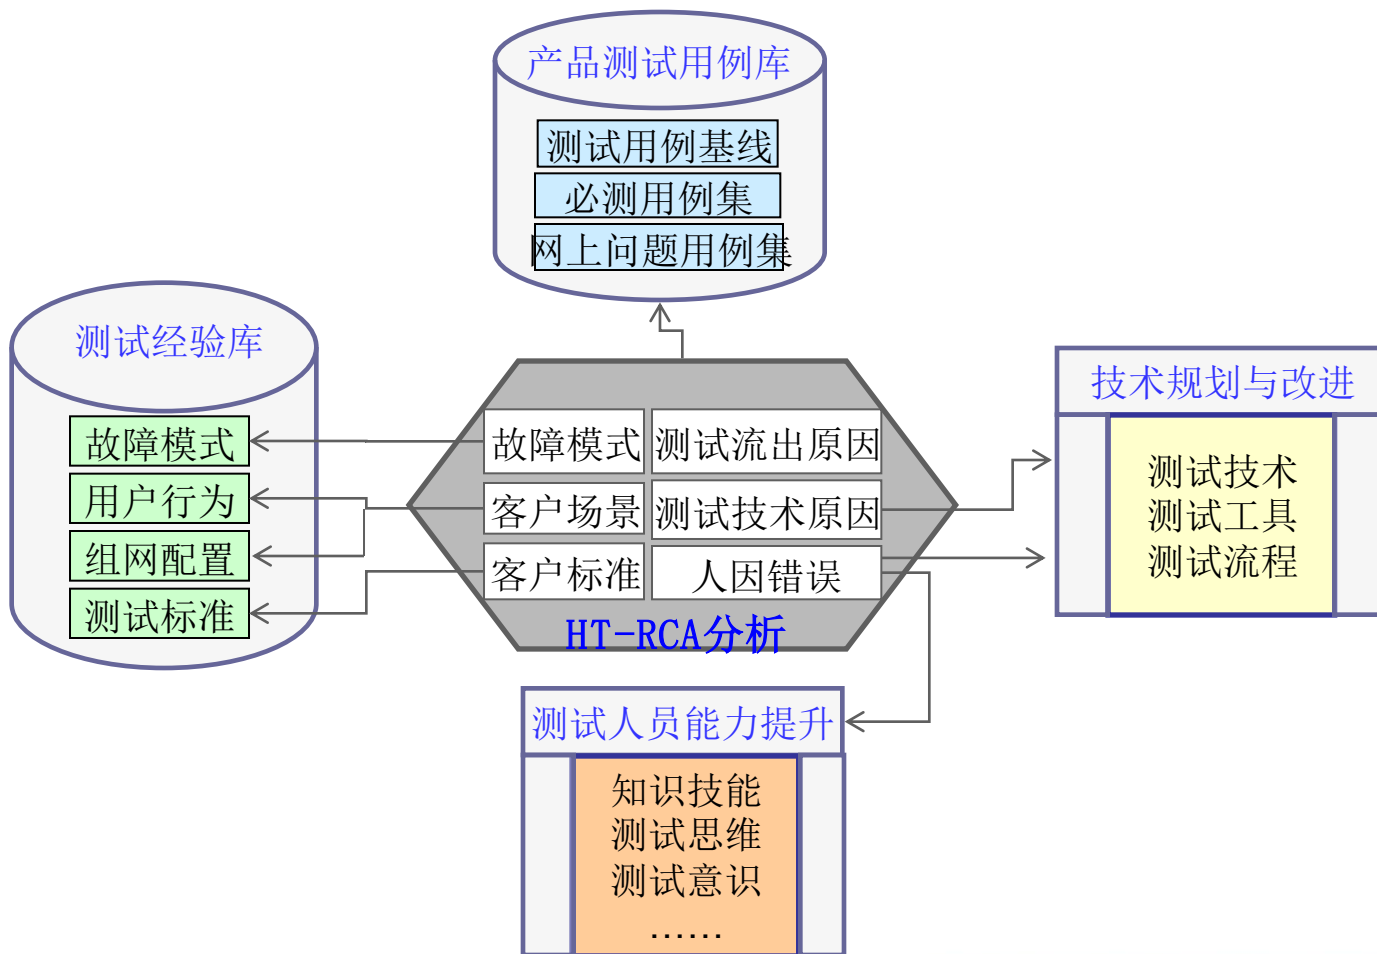 产品测试用例库
测试用例基线
必测用例集
网上问题用例集
测试经验库
故障模式
用户行为
组网配置
测试标准
故障模式
测试流出原因
客户场景
测试技术原因
客户标准
人因错误
HT-RCA分析
技术规划与改进
测试技术
测试工具
测试流程
测试人员能力提升
知识技能
测试思维
测试意识
......